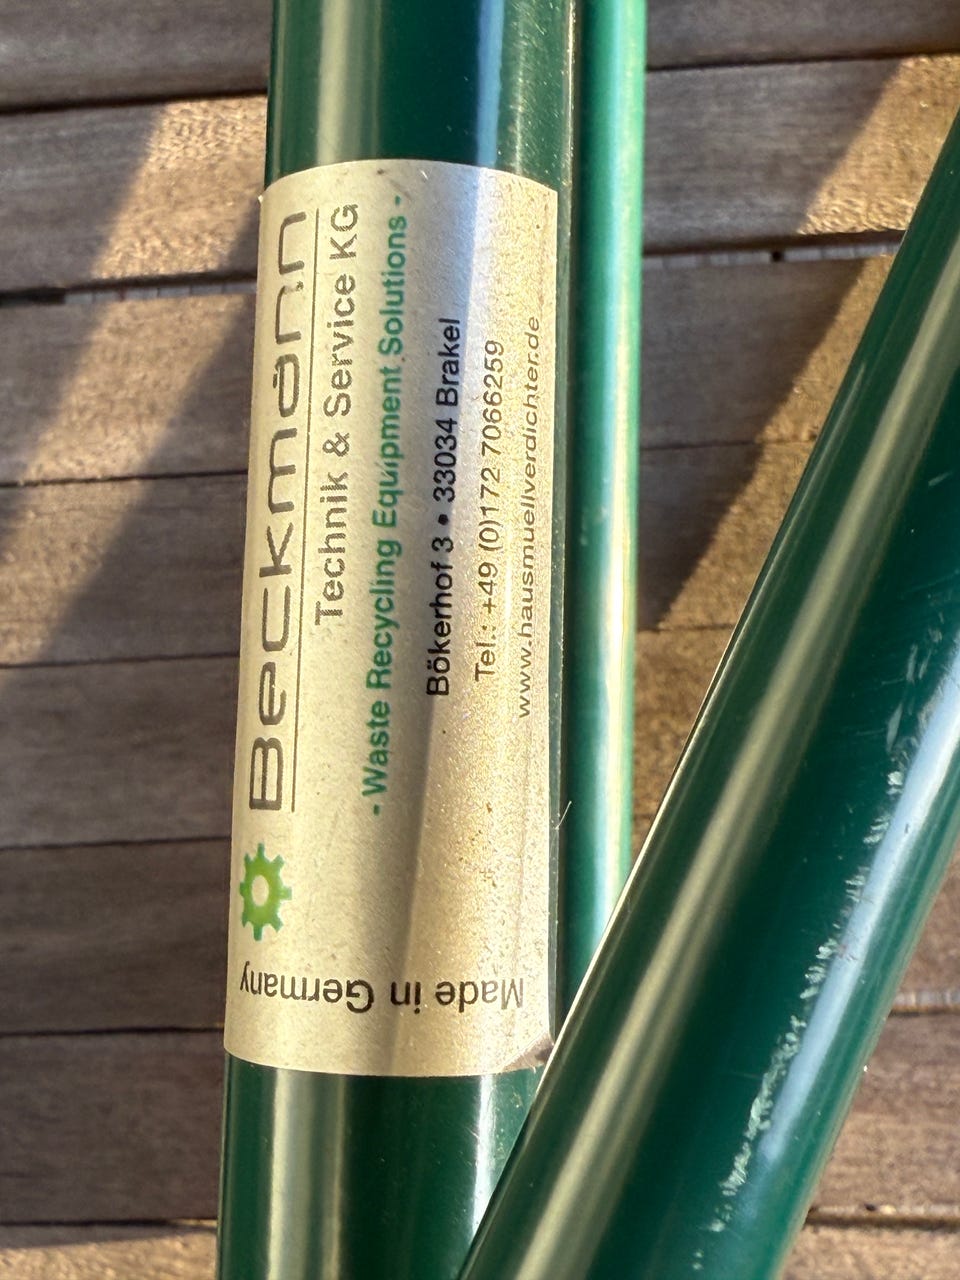 Beckmann
Technik & Service KG
- Waste Recycling Equipment Solutions -
Bökerhof 3 • 33034 Brakel
Tel.: +49 (0)172 7066259
www.hausmuellverdichter.de
Made in Germany